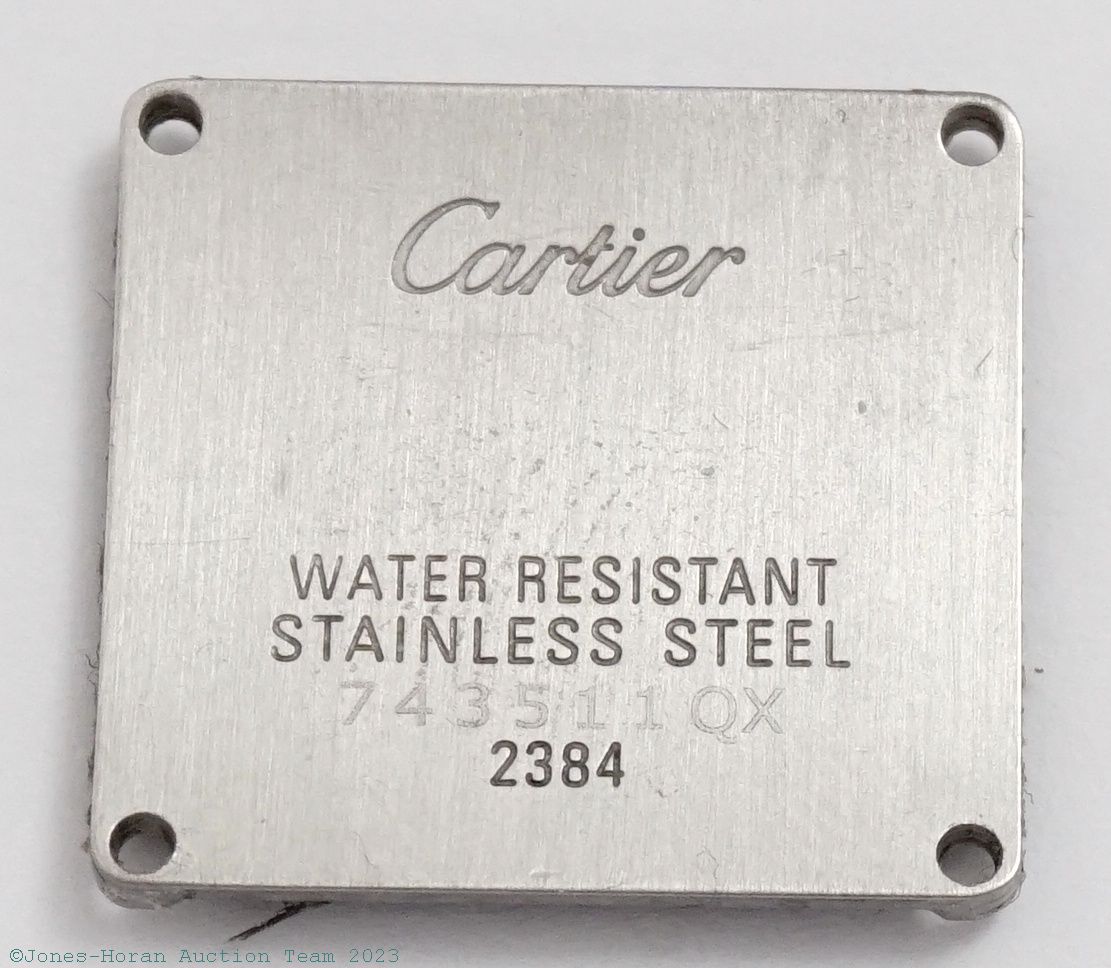 Cartier
WATER RESISTANT
STAINLESS STEEL
743511QX
2384
©Jones-Horan Auction Team 2023